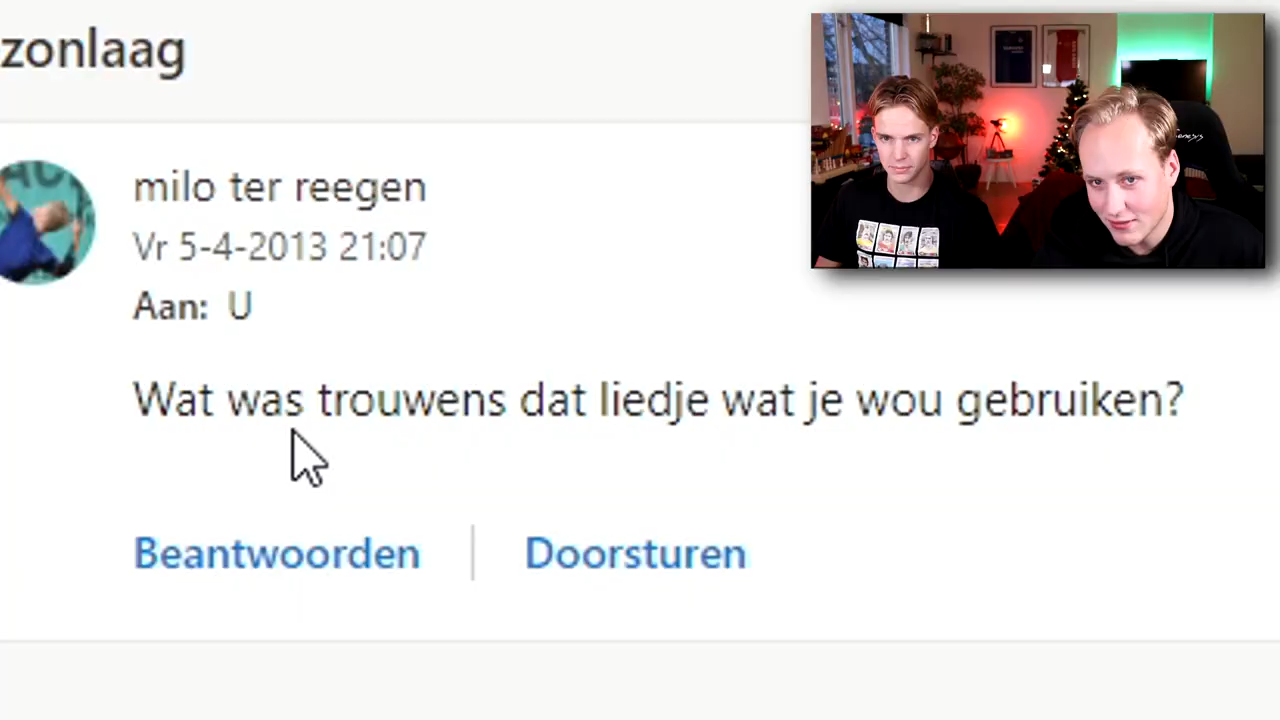 zonlaag
milo ter reegen
Vr 5-4-2013 21:07
Aan: U
Wat was trouwens dat liedje wat je wou gebruiken?
Beantwoorden
Doorsturen